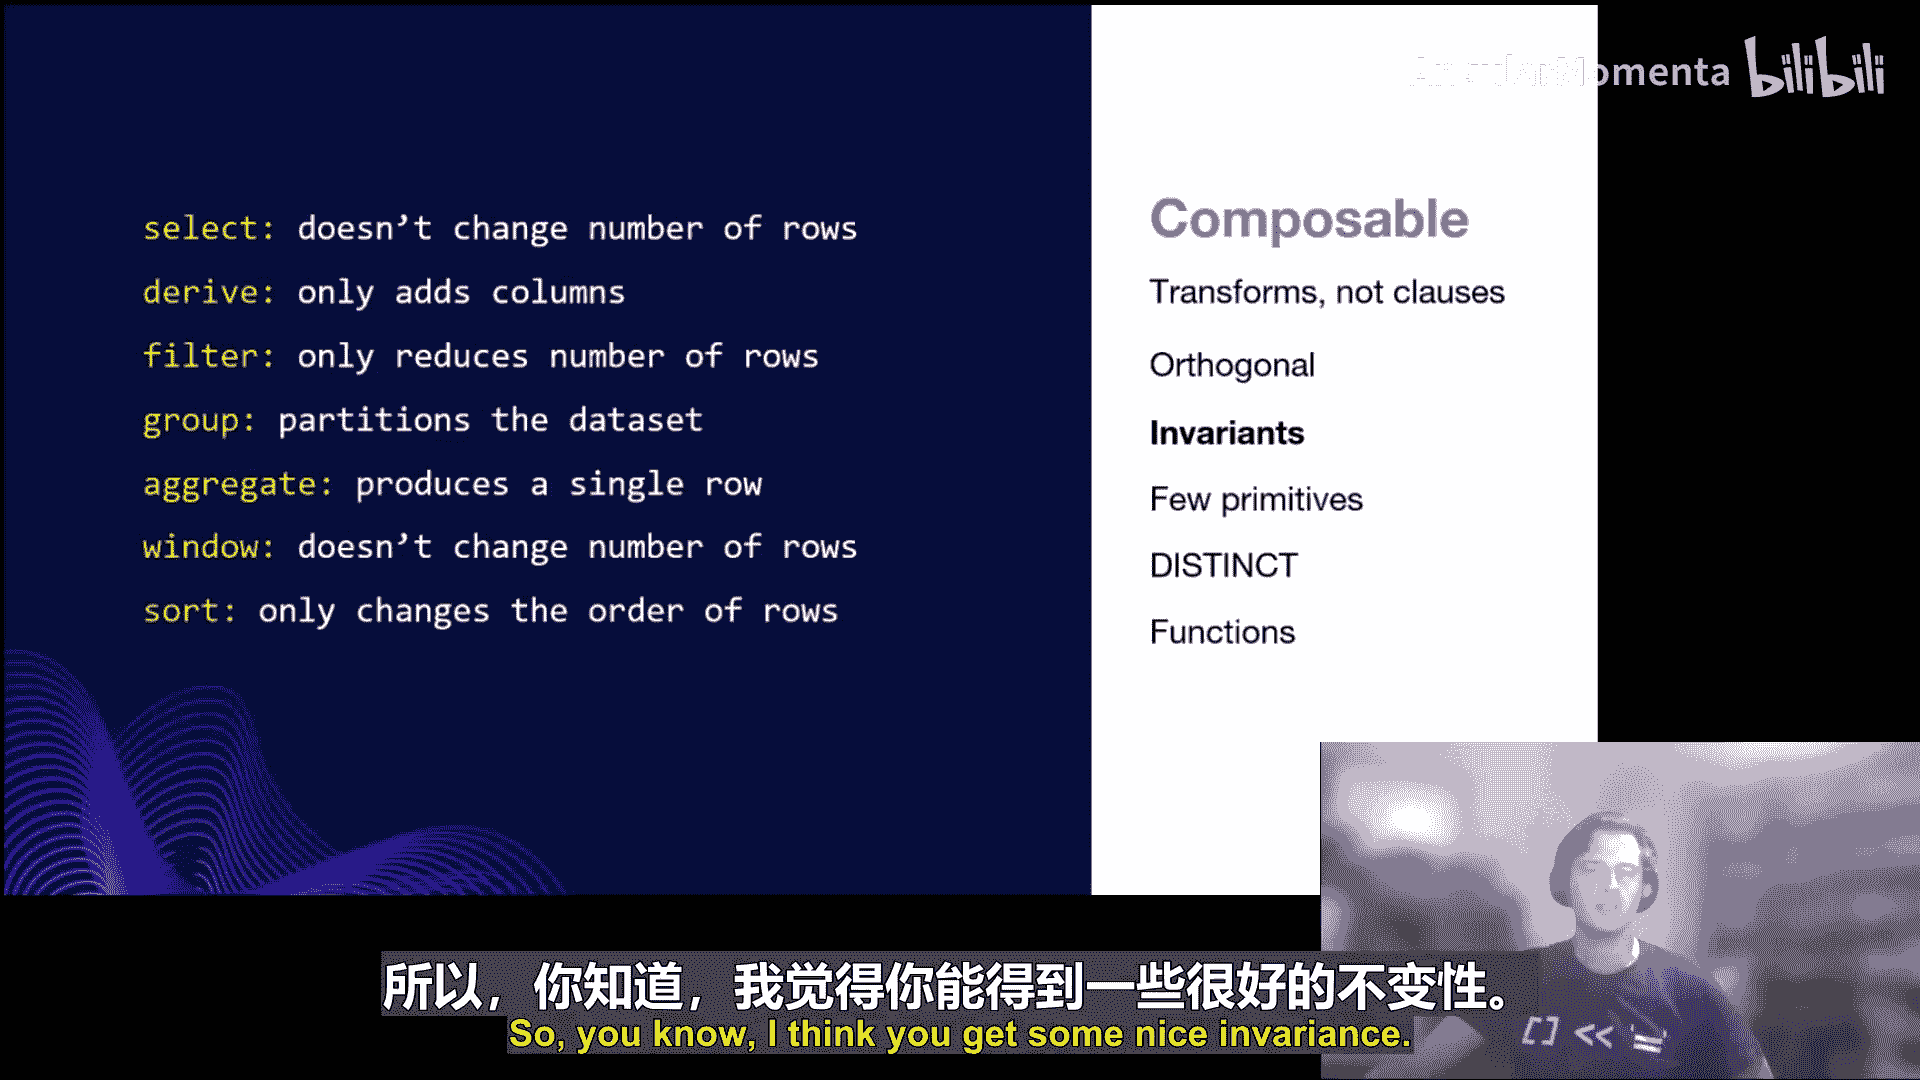 Momenta bilibili
select: doesn’t change number of rows
derive: only adds columns
filter: only reduces number of rows
group: partitions the dataset
aggregate: produces a single row
window: doesn’t change number of rows
sort: only changes the order of rows
Composable
Transforms, not clauses
Orthogonal
Invariants
Few primitives
DISTINCT
Functions
所以，你知道，我觉得你能得到一些很好的不变性。
So, you know, I think you get some nice invariance.